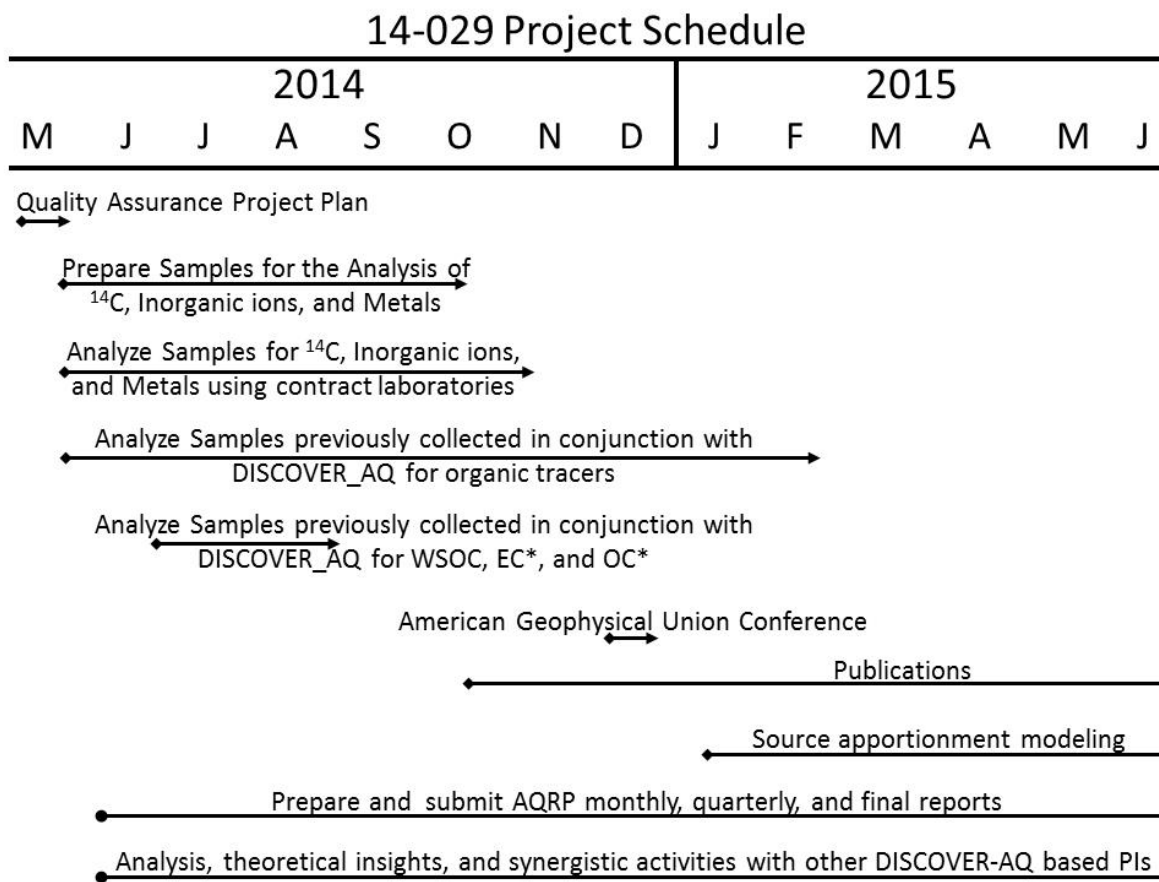 14-029 Project Schedule
2014 2015
M J J A S O N D J F M A M J
Quality Assurance Project Plan
Prepare Samples for the Analysis of
¹⁴C, Inorganic ions, and Metals
Analyze Samples for ¹⁴C, Inorganic ions,
and Metals using contract laboratories
Analyze Samples previously collected in conjunction with
DISCOVER_AQ for organic tracers
Analyze Samples previously collected in conjunction with
DISCOVER_AQ for WSOC, EC*, and OC*
American Geophysical Union Conference
Publications
Source apportionment modeling
Prepare and submit AQRP monthly, quarterly, and final reports
Analysis, theoretical insights, and synergistic activities with other DISCOVER-AQ based PIs